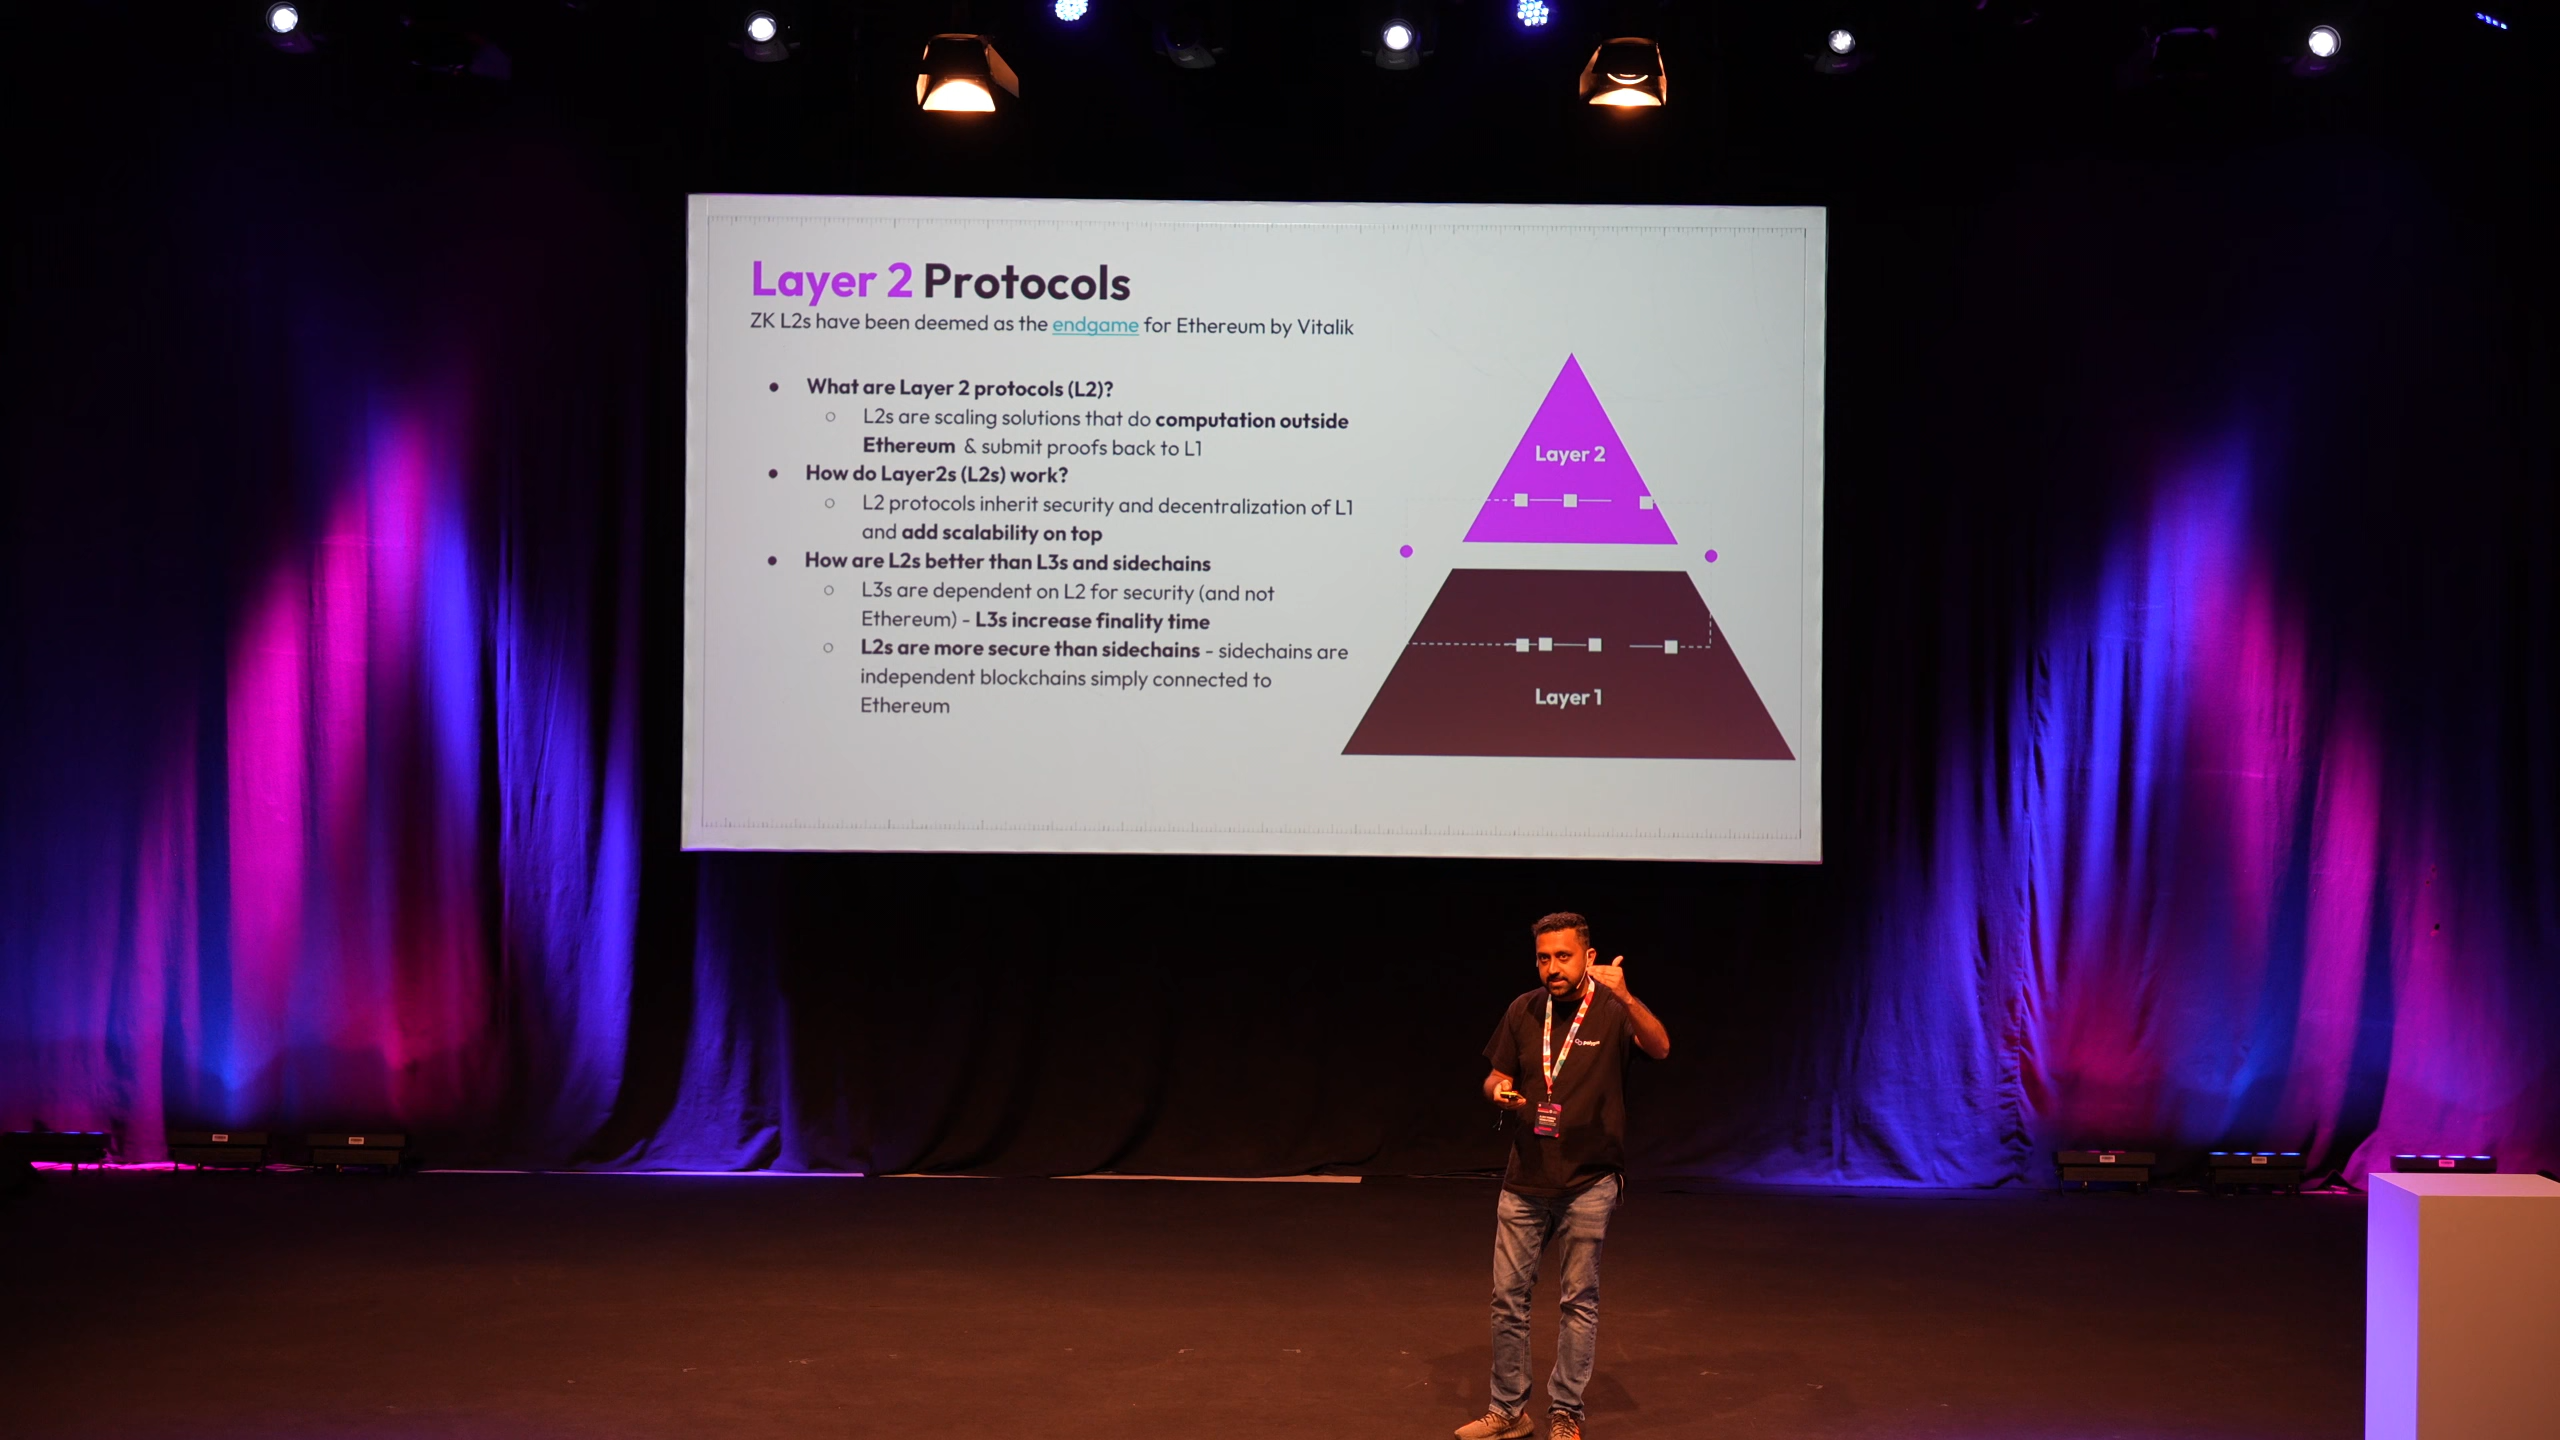 Layer 2 Protocols
ZK L2s have been deemed as the endgame for Ethereum by Vitalik
● What are Layer 2 protocols (L2)?
○ L2s are scaling solutions that do computation outside
Ethereum & submit proofs back to L1
● How do Layer2s (L2s) work?
○ L2 protocols inherit security and decentralization of L1
and add scalability on top
● How are L2s better than L3s and sidechains
○ L3s are dependent on L2 for security (and not
Ethereum) - L3s increase finality time
○ L2s are more secure than sidechains - sidechains are
independent blockchains simply connected to
Ethereum
Layer 2
Layer 1
polygon